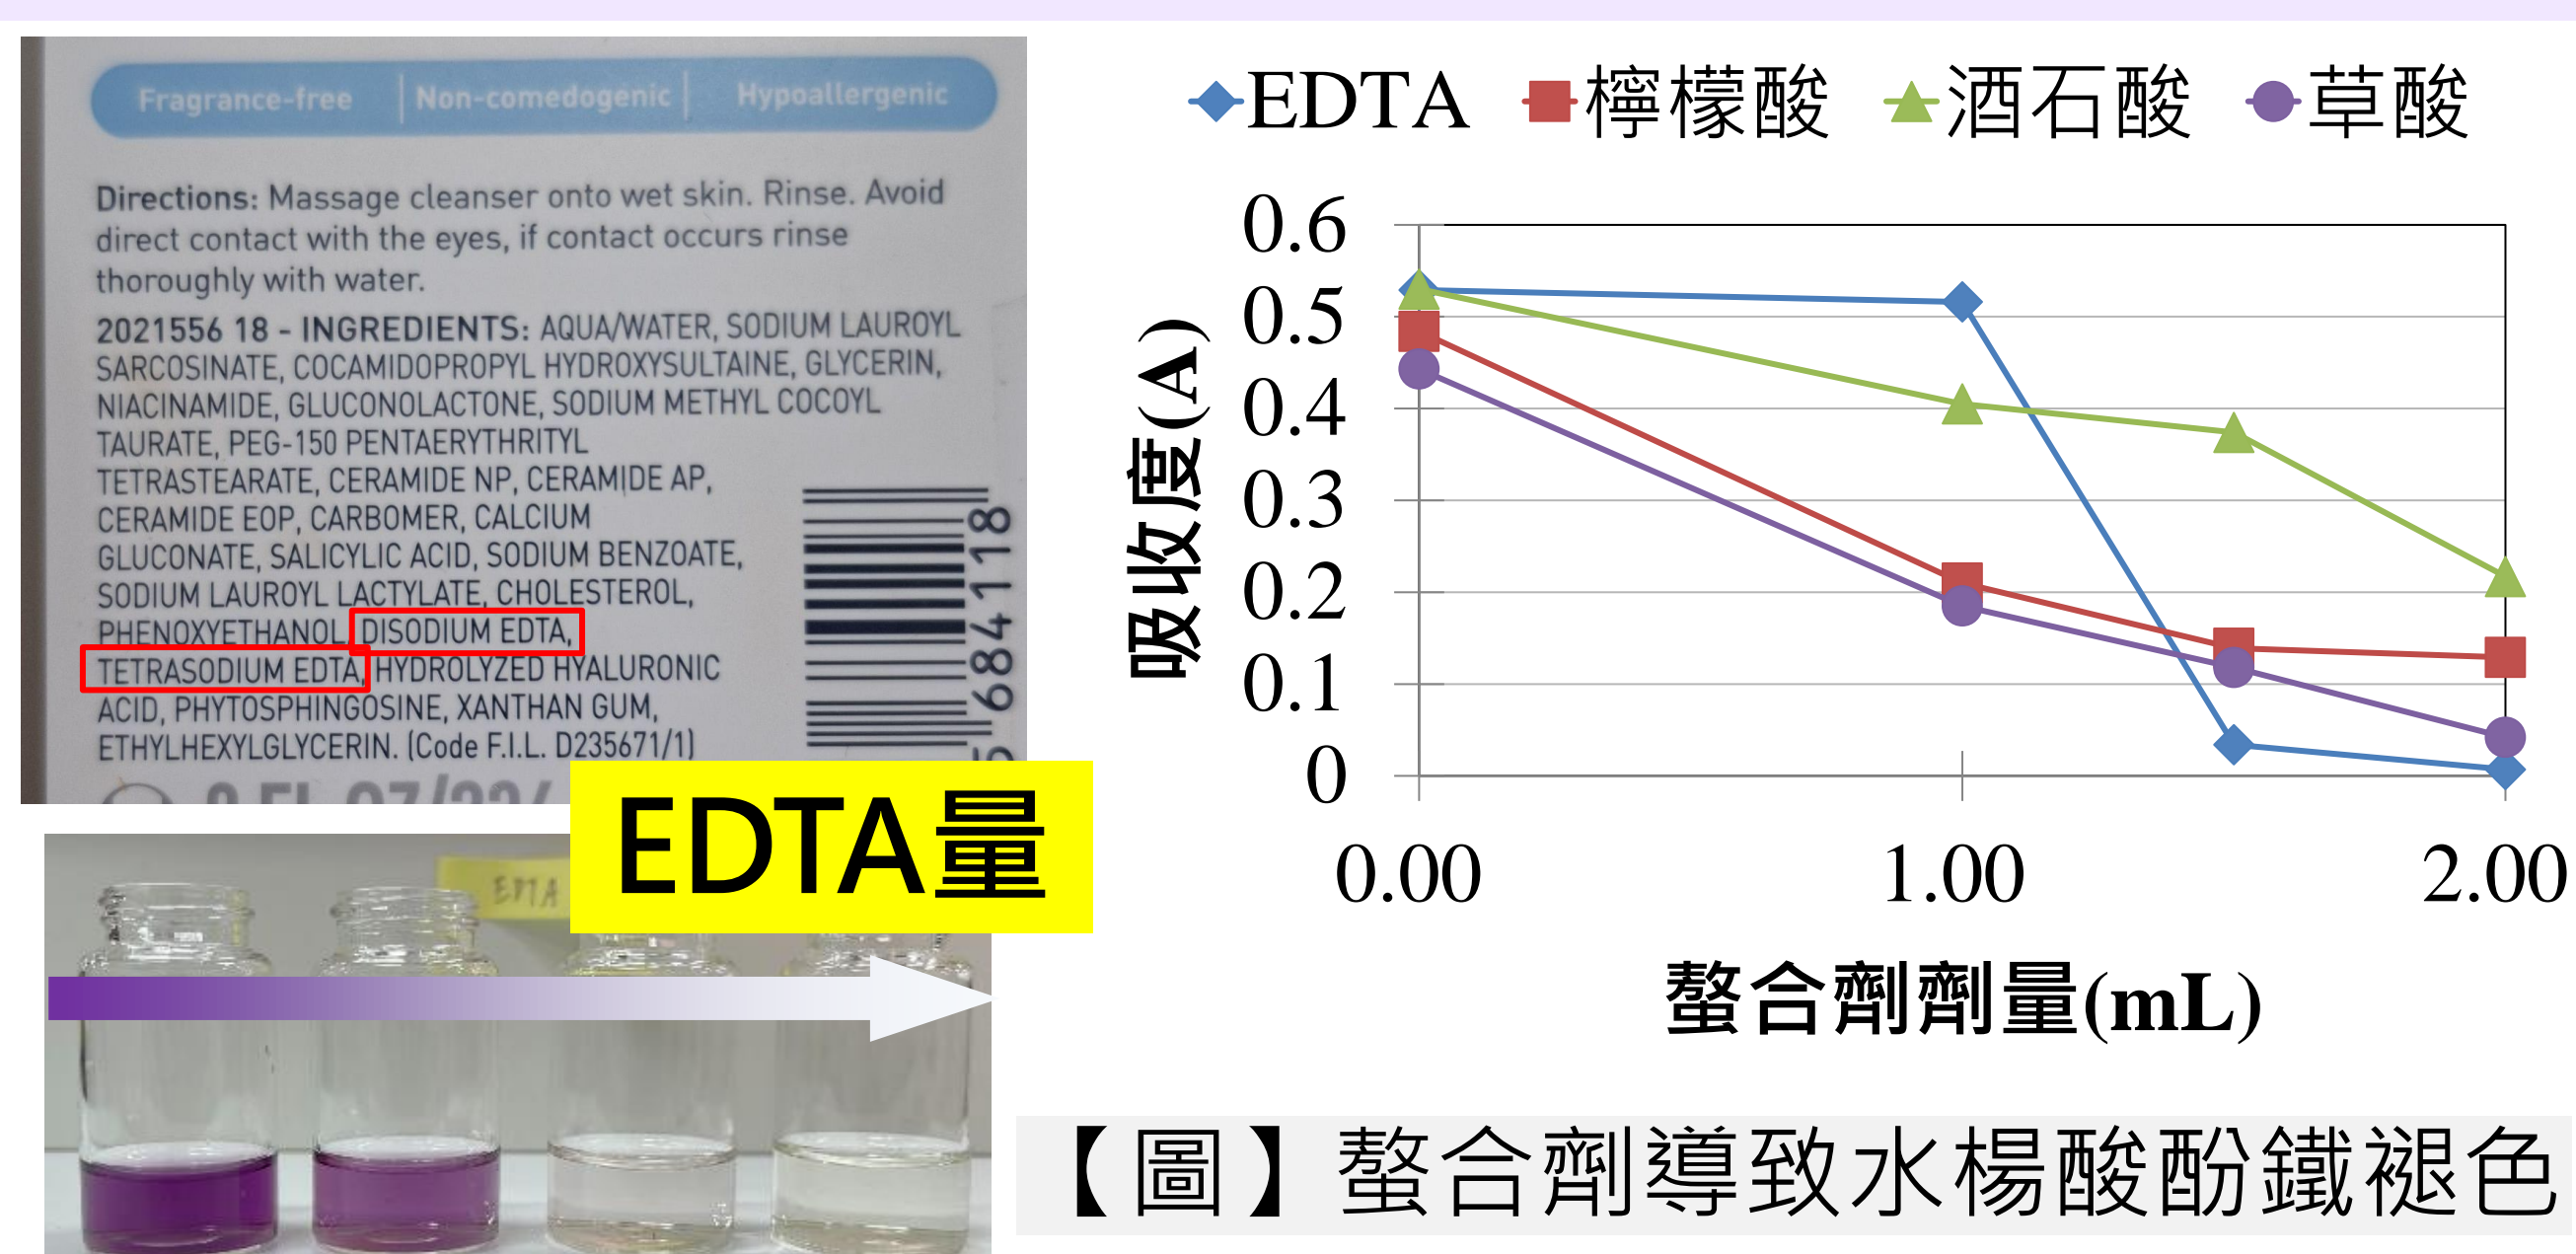 Fragrance-free | Non-comedogenic | Hypoallergenic
Directions: Massage cleanser onto wet skin. Rinse. Avoid
direct contact with the eyes, if contact occurs rinse
thoroughly with water.
2021556 18 - INGREDIENTS: AQUA/WATER, SODIUM LAUROYL
SARCOSINATE, COCAMIDOPROPYL HYDROXYSULTAINE, GLYCERIN,
NIACINAMIDE, GLUCONOLACTONE, SODIUM METHYL COCOYL
TAURATE, PEG-150 PENTAERYTHRITYL
TETRASTEARATE, CERAMIDE NP, CERAMIDE AP,
CERAMIDE EOP, CARBOMER, CALCIUM
GLUCONATE, SALICYLIC ACID, SODIUM BENZOATE,
SODIUM LAUROYL LACTYLATE, CHOLESTEROL,
PHENOXYETHANOL, DISODIUM EDTA,
TETRASODIUM EDTA, HYDROLYZED HYALURONIC
ACID, PHYTOSPHINGOSINE, XANTHAN GUM,
ETHYLHEXYLGLYCERIN. (Code F.I.L. D235671/1)
684118
EDTA量
EDTA
EDTA 檸檬酸 酒石酸 草酸
吸收度(A)
0.6
0.5
0.4
0.3
0.2
0.1
0
0.00 1.00 2.00
螯合劑劑量(mL)
【圖】螯合劑導致水楊酸酚鐵褪色